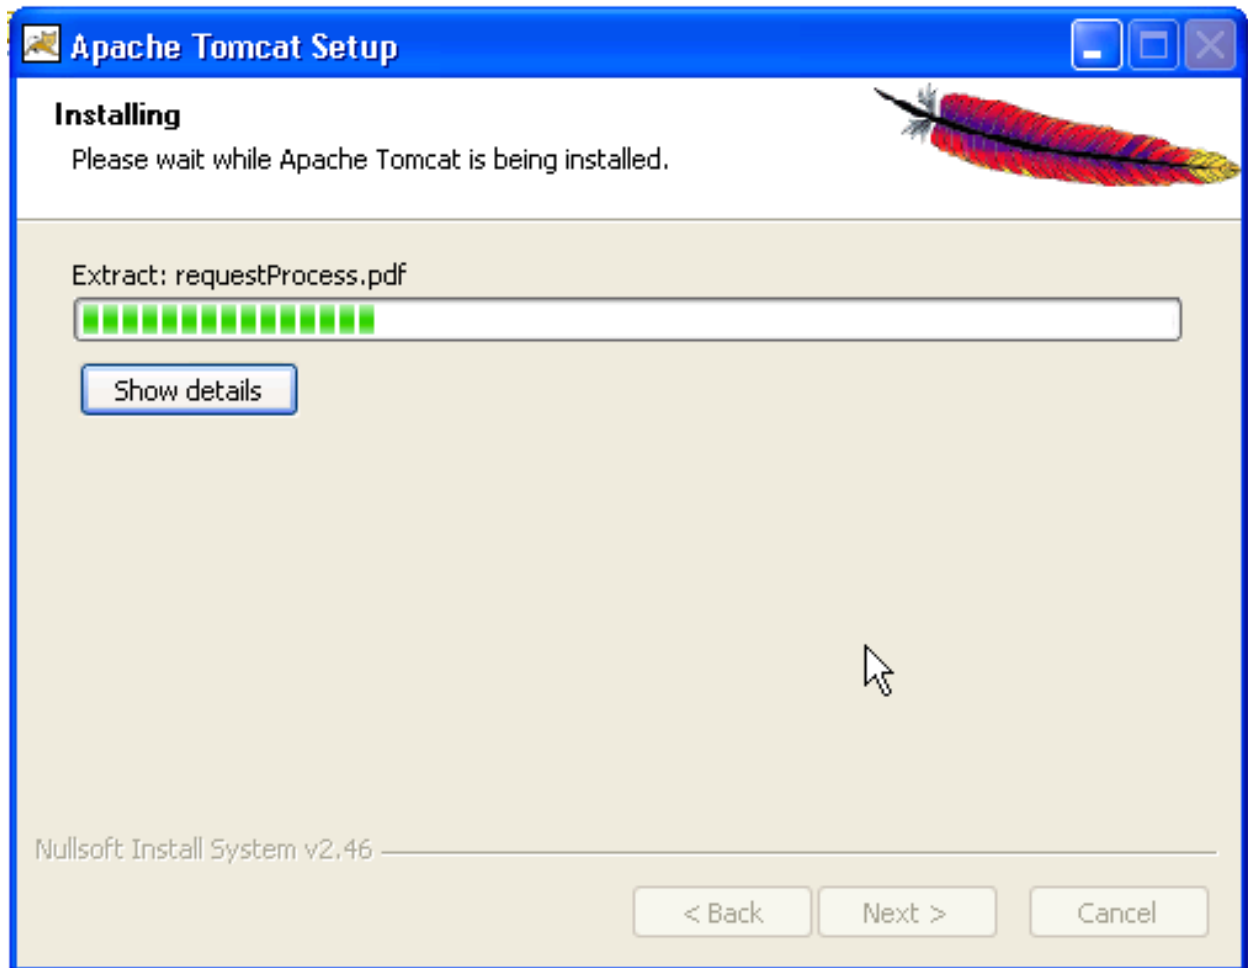 Apache Tomcat Setup
Installing
Please wait while Apache Tomcat is being installed.
Extract: requestProcess.pdf
Show details
Nullsoft Install System v2.46
< Back Next > Cancel